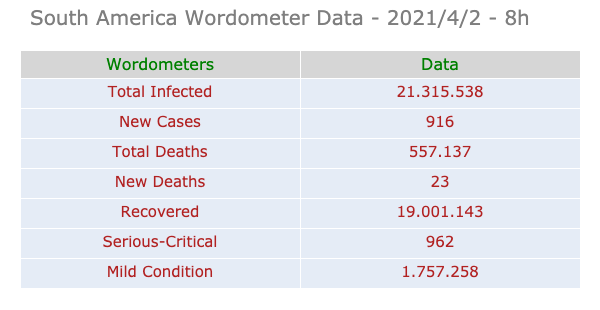 South America Wordometer Data - 2021/4/2 - 8h
Wordometers Data
Total Infected 21.315.538
New Cases 916
Total Deaths 557.137
New Deaths 23
Recovered 19.001.143
Serious-Critical 962
Mild Condition 1.757.258